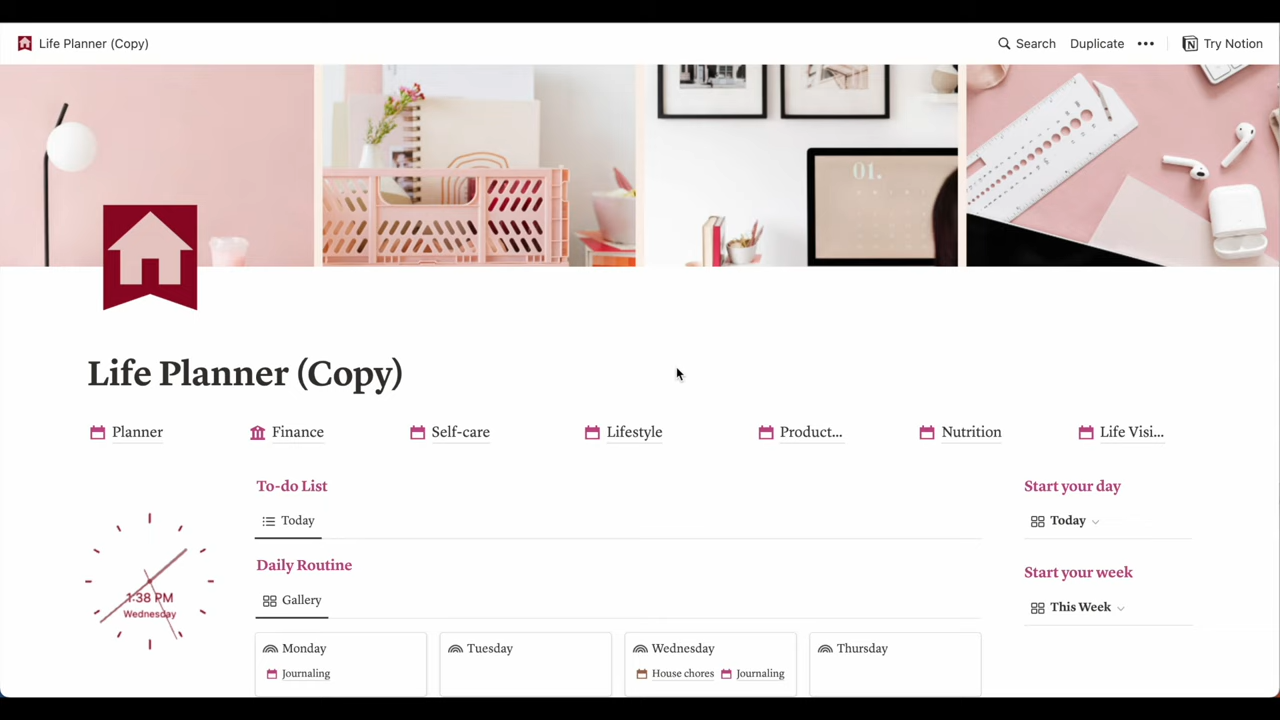 Life Planner (Copy)
Search Duplicate ••• Try Notion
01.
Life Planner (Copy)
Planner Finance Self-care Lifestyle Product... Nutrition Life Visi...
To-do List
Today
Daily Routine
Gallery
Monday
Journaling
Tuesday
Wednesday
House chores Journaling
Thursday
1:38 PM
Wednesday
Start your day
Today
Start your week
This Week